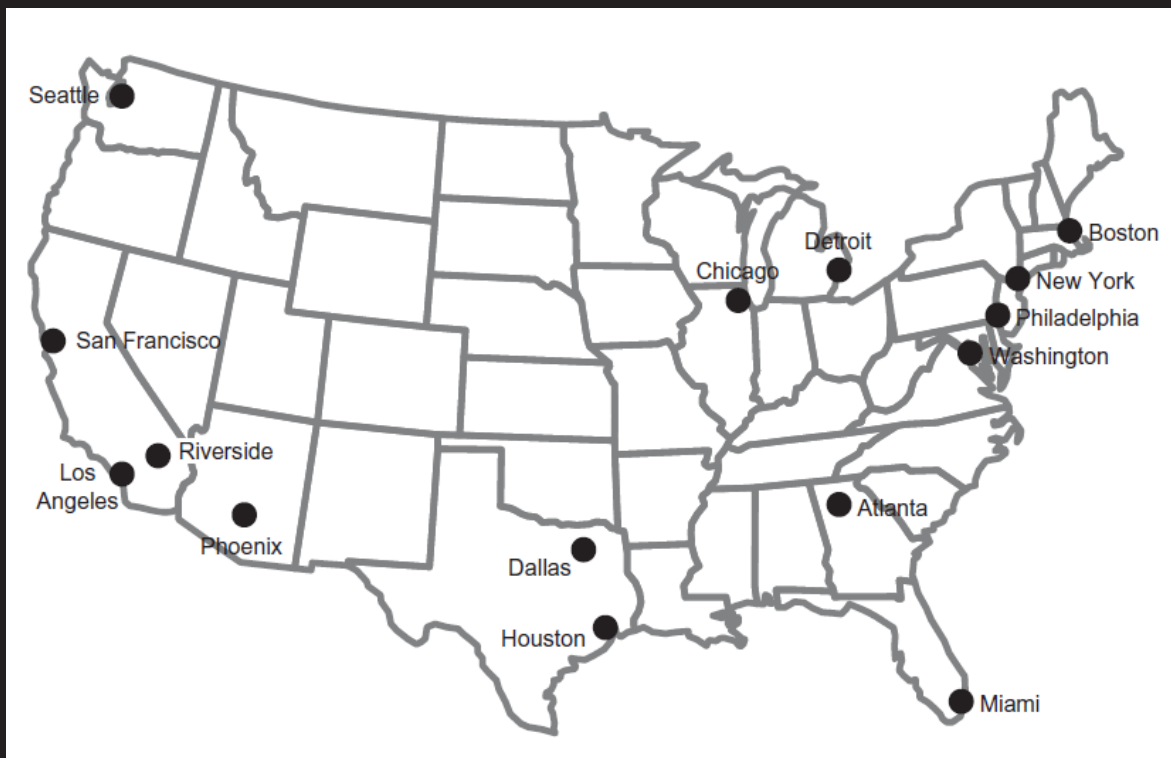 Seattle
Boston
Detroit
Chicago
New York
Philadelphia
San Francisco
Washington
Riverside
Los
Angeles
Atlanta
Phoenix
Dallas
Houston
Miami